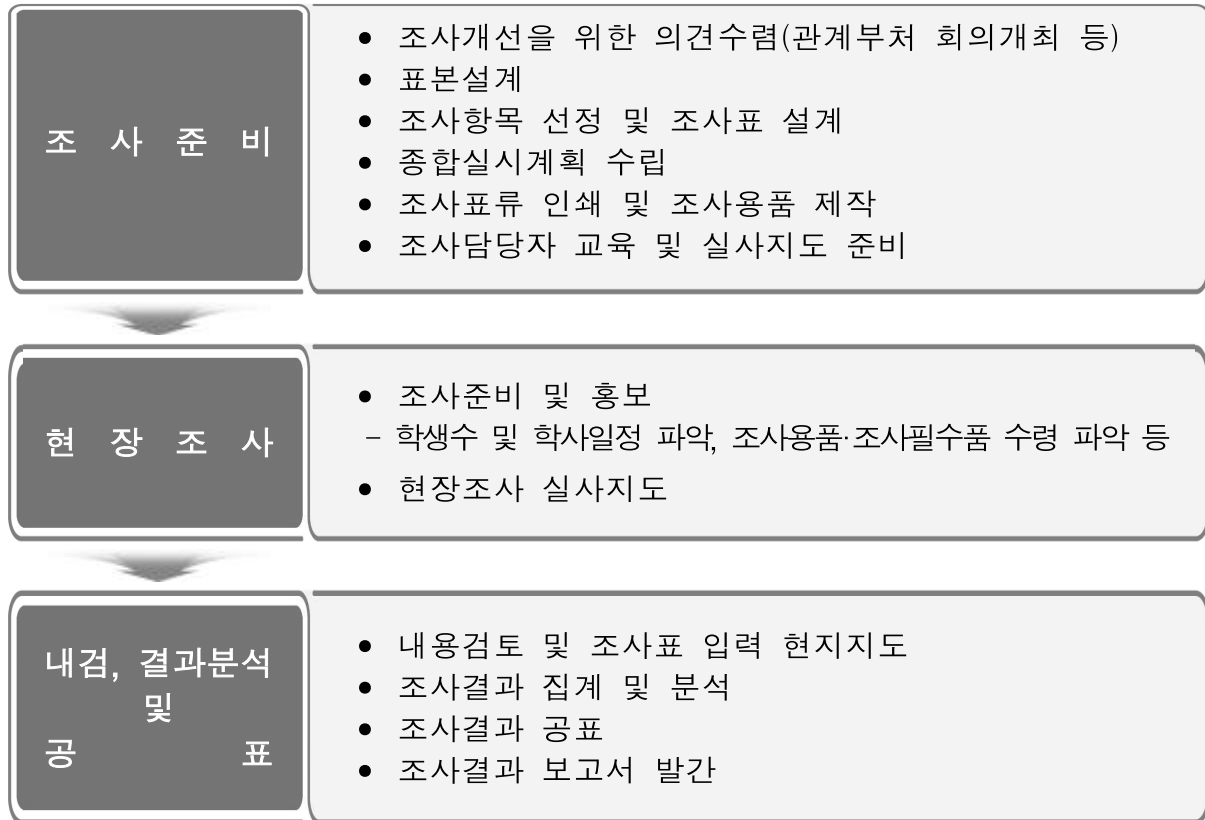 조 사 준 비
● 조사개선을 위한 의견수렴(관계부처 회의개최 등)
● 표본설계
● 조사항목 선정 및 조사표 설계
● 종합실시계획 수립
● 조사표류 인쇄 및 조사용품 제작
● 조사담당자 교육 및 실사지도 준비
현 장 조 사
● 조사준비 및 홍보
– 학생수 및 학사일정 파악, 조사용품·조사필수품 수령 파악 등
● 현장조사 실사지도
내검, 결과분석
및
공 표
● 내용검토 및 조사표 입력 현지지도
● 조사결과 집계 및 분석
● 조사결과 공표
● 조사결과 보고서 발간